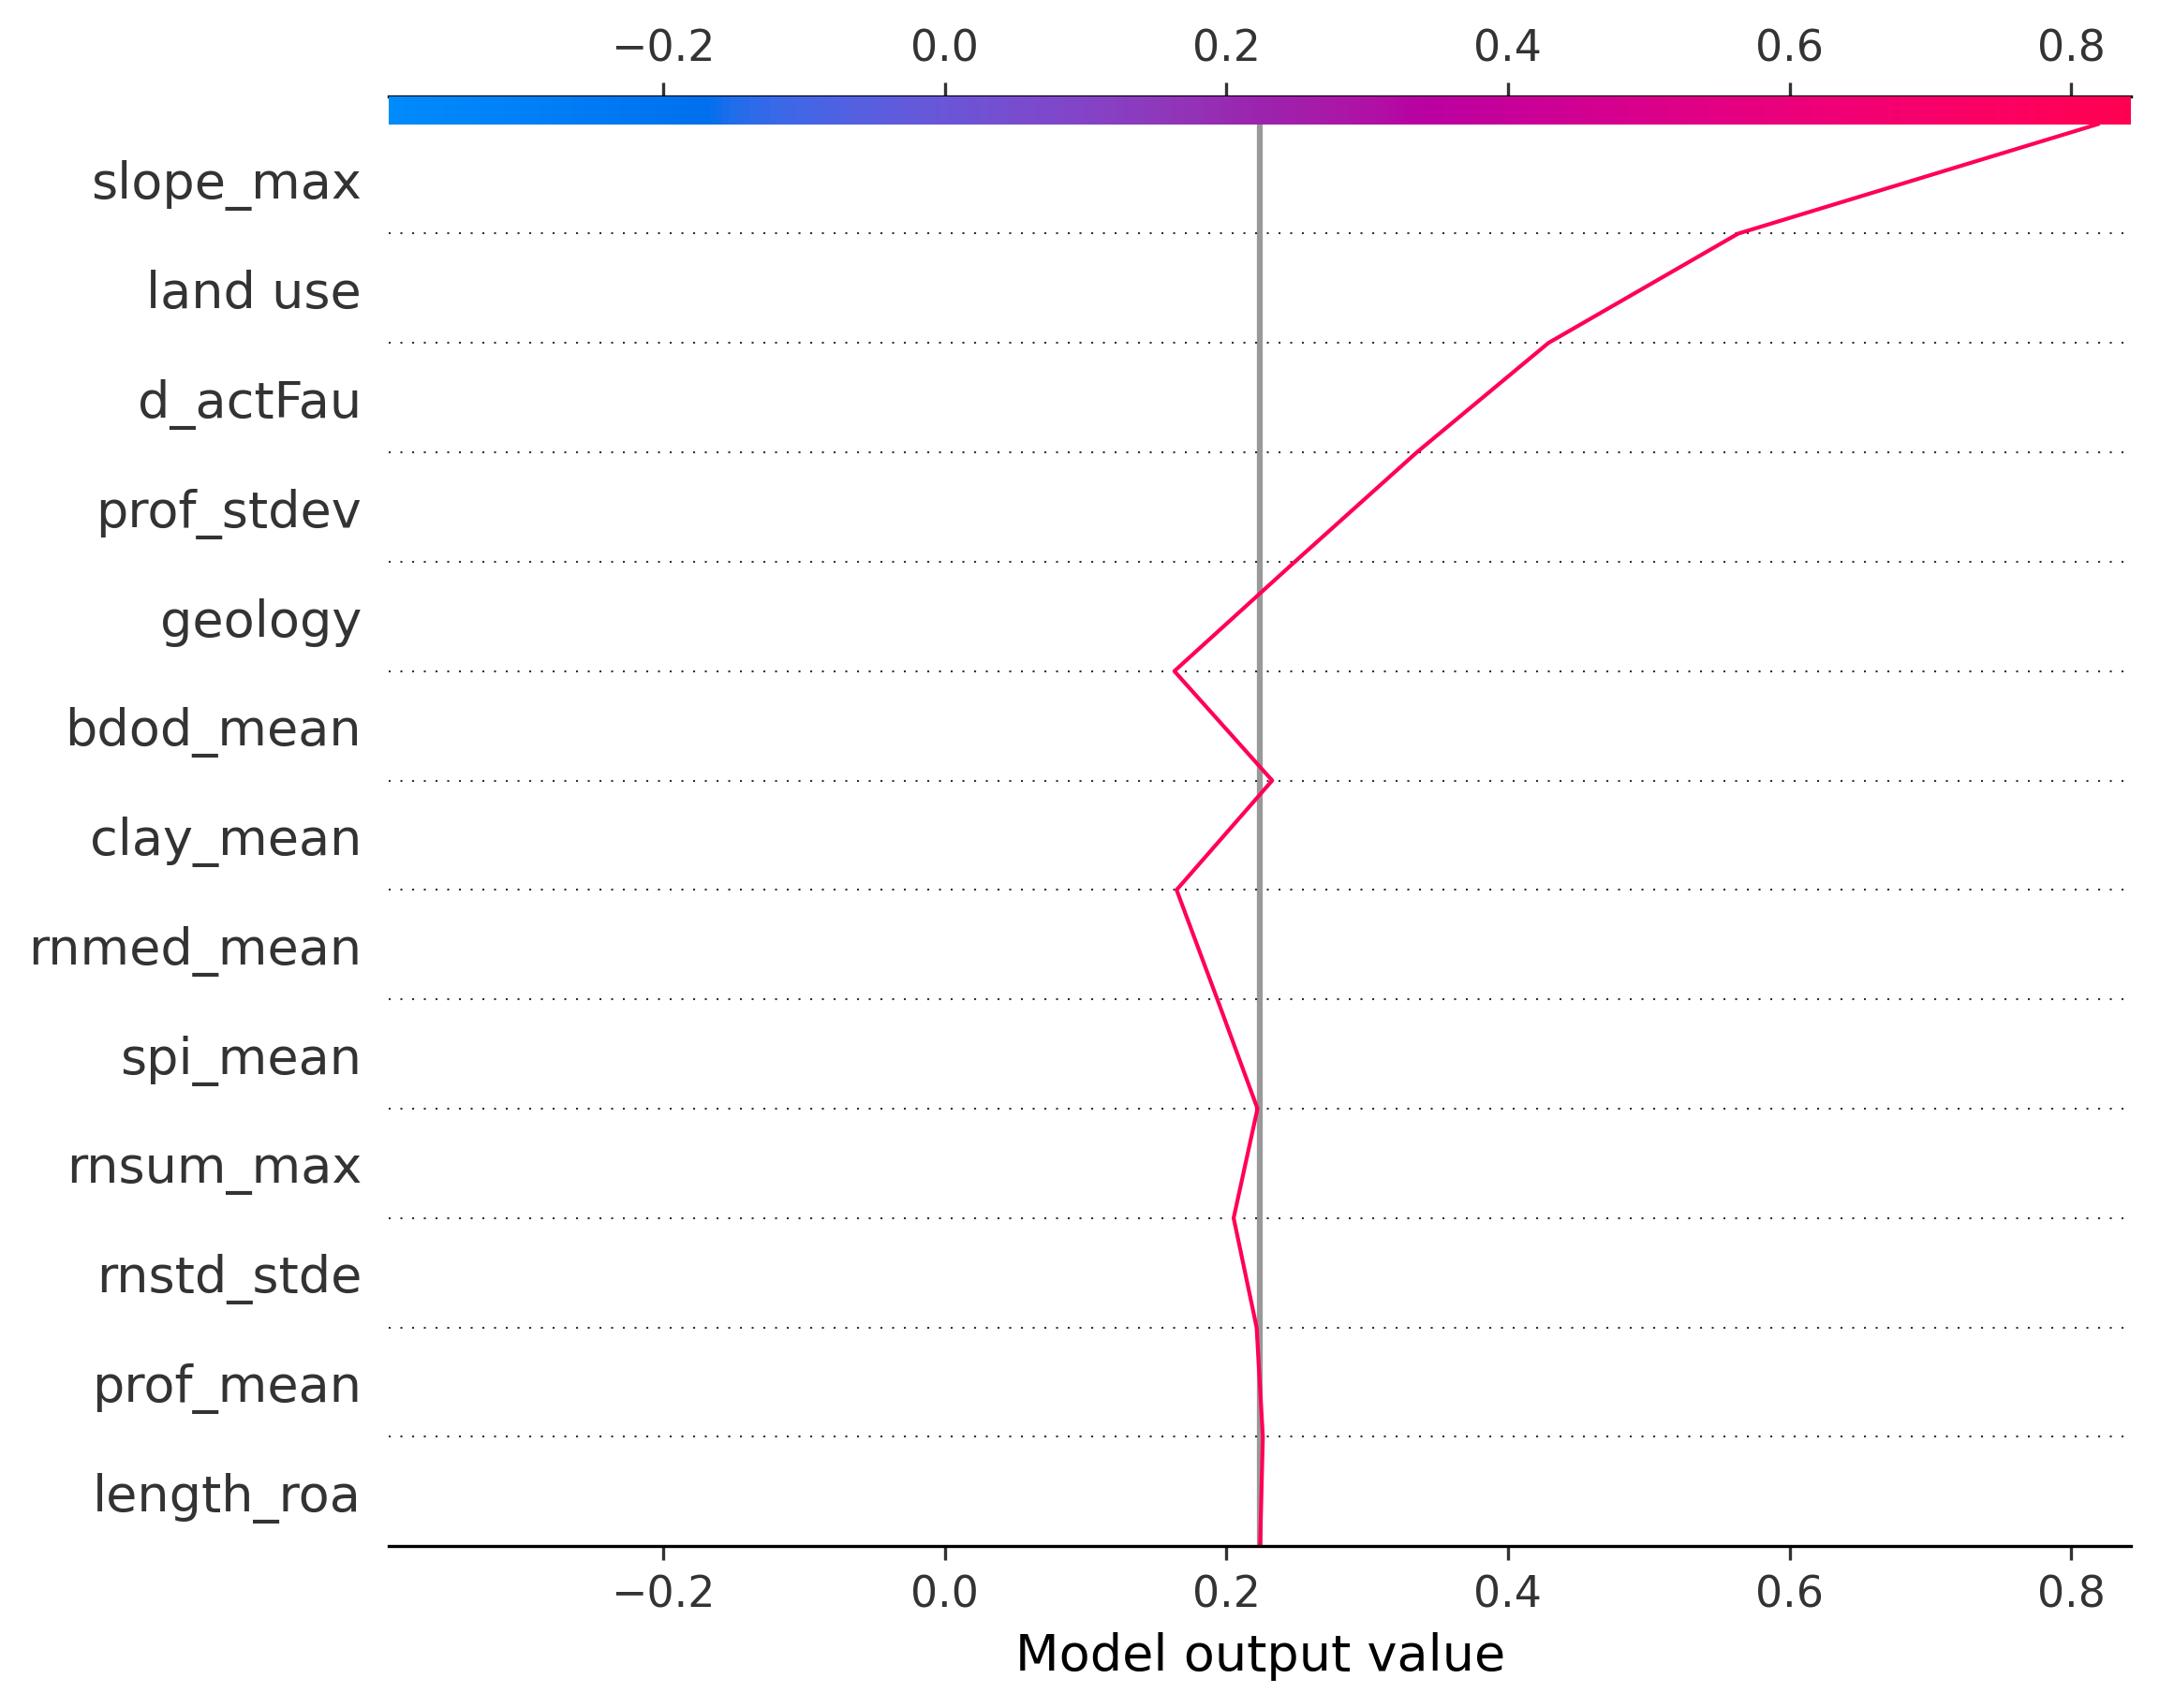 −0.2 0.0 0.2 0.4 0.6 0.8
slope_max
land use
d_actFau
prof_stdev
geology
bdod_mean
clay_mean
rnmed_mean
spi_mean
rnsum_max
rnstd_stde
prof_mean
length_roa
−0.2 0.0 0.2 0.4 0.6 0.8
Model output value